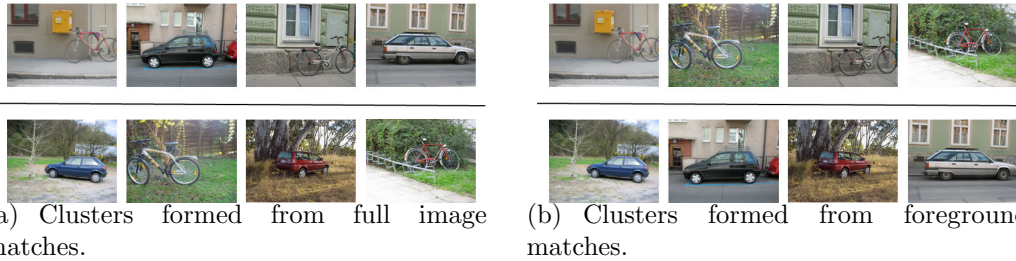 a) Clusters formed from full image
matches.
(b) Clusters formed from foreground
matches.